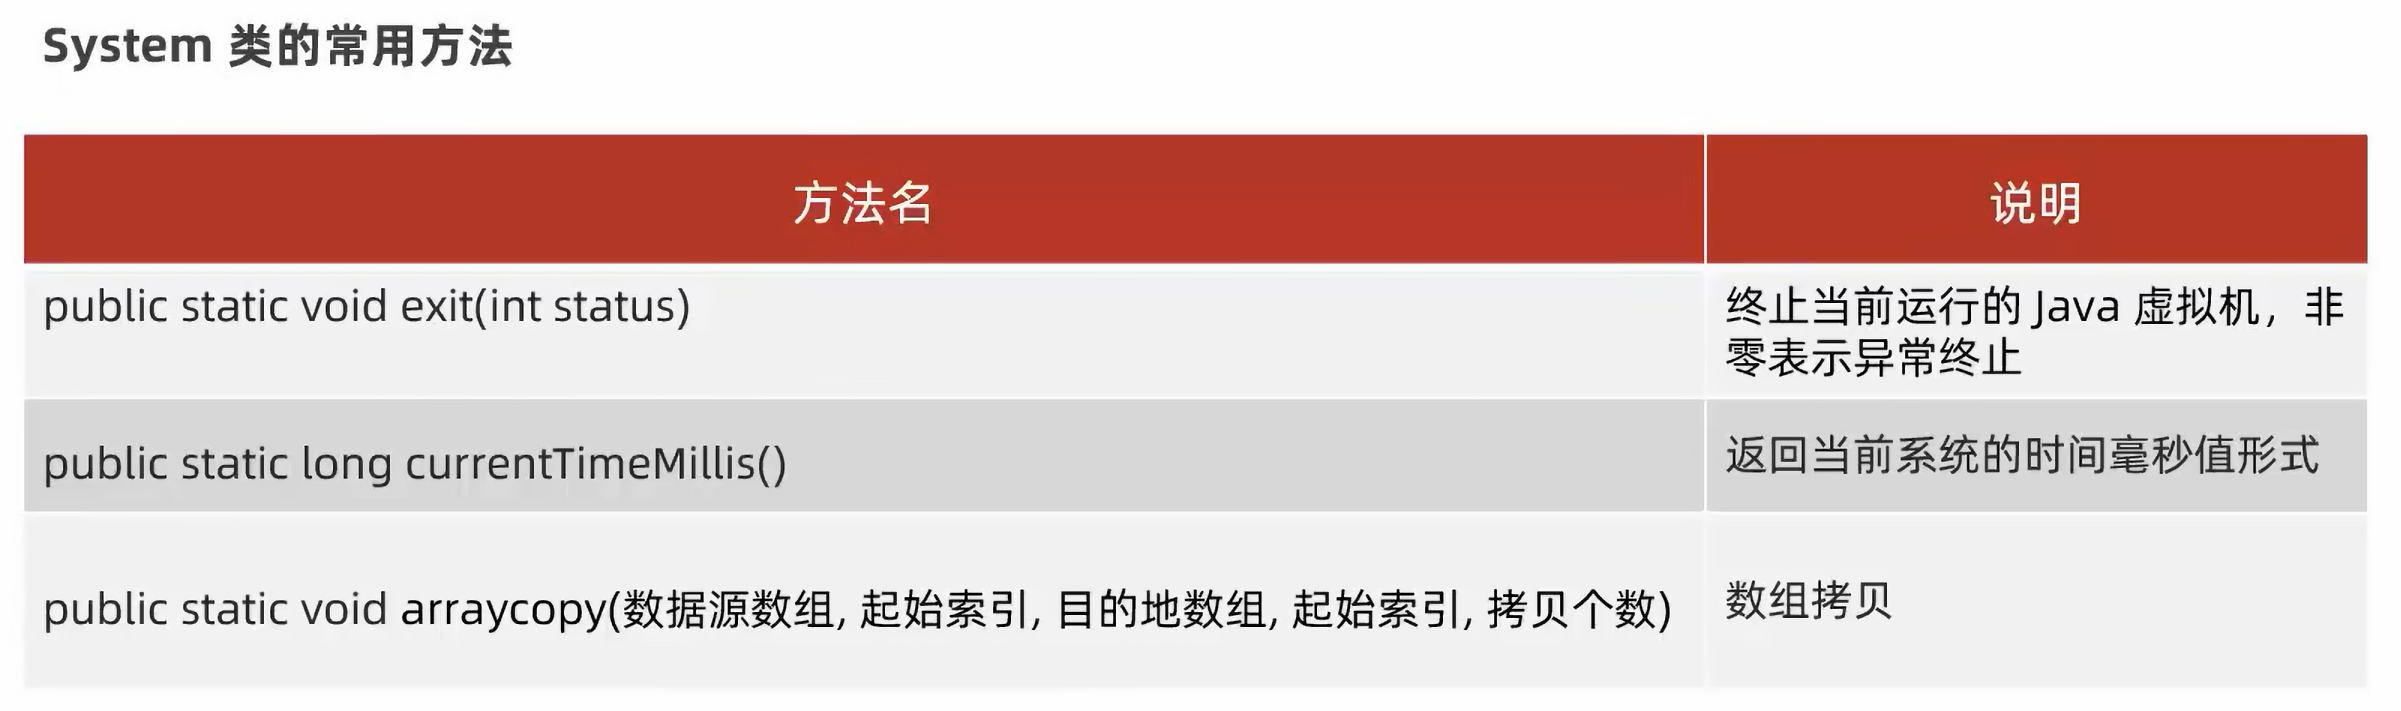 System 类的常用方法
方法名
说明
public static void exit(int status)
终止当前运行的 Java 虚拟机，非
零表示异常终止
public static long currentTimeMillis()
返回当前系统的时间毫秒值形式
public static void arraycopy(数据源数组, 起始索引, 目的地数组, 起始索引, 拷贝个数)
数组拷贝